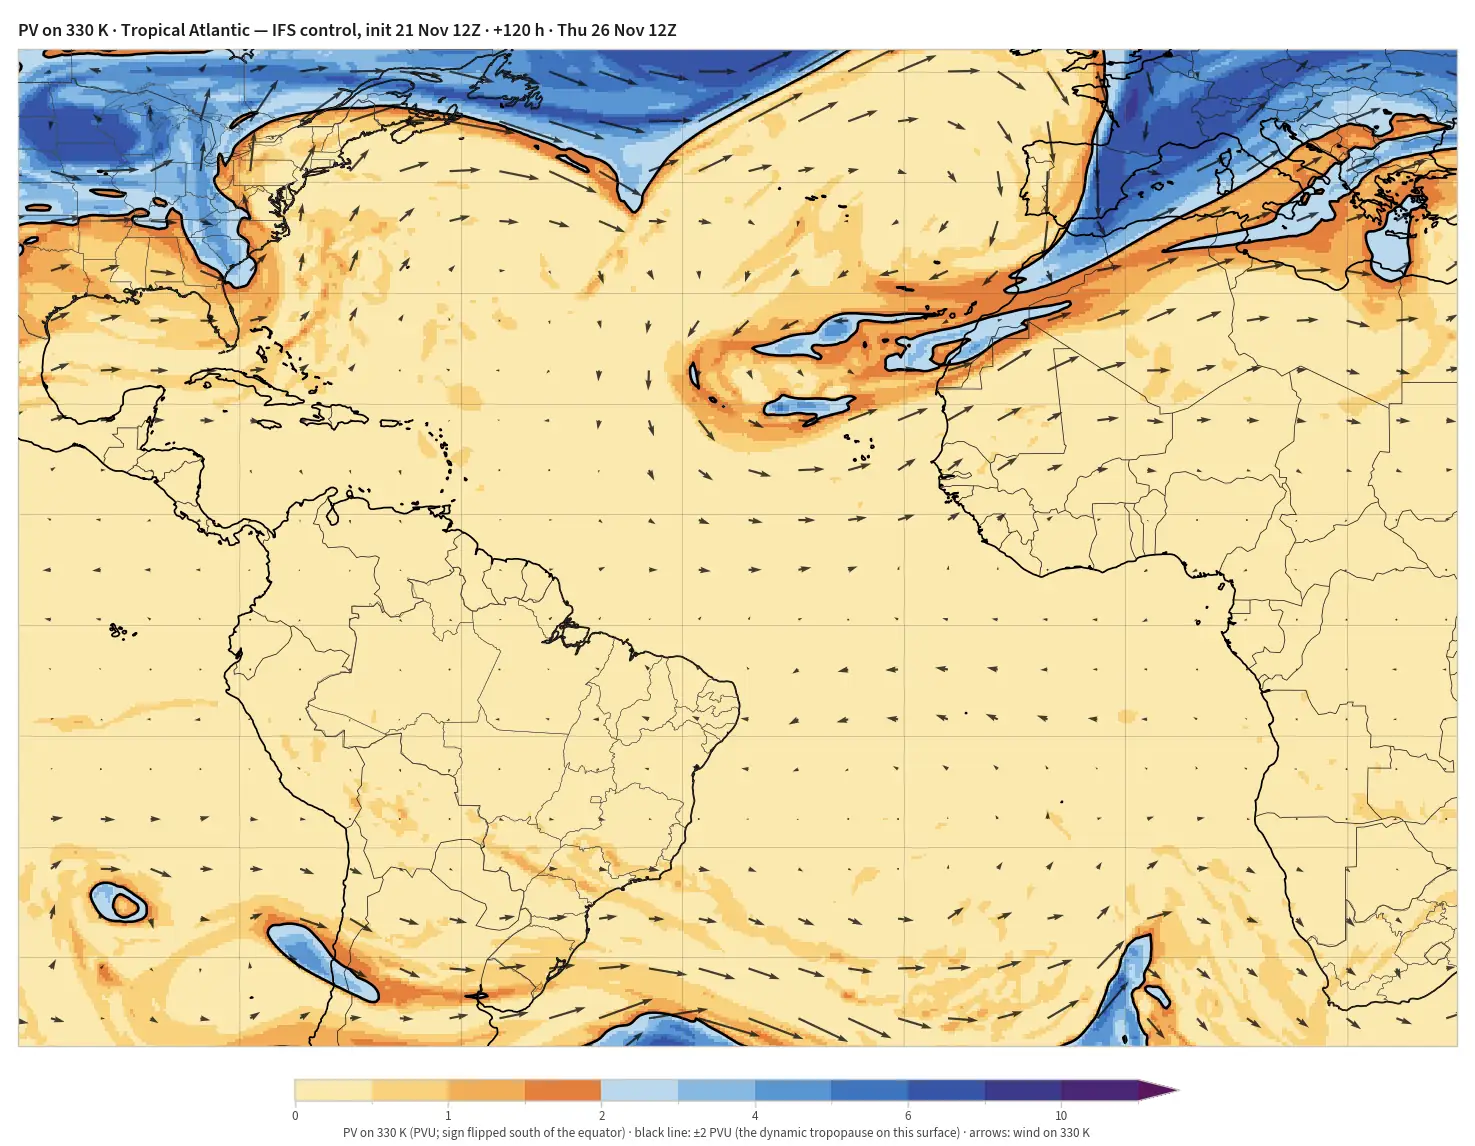 PV on 330 K · Tropical Atlantic — IFS control, init 21 Nov 12Z · +120 h · Thu 26 Nov 12Z
0 1 2 4 6 10
PV on 330 K (PVU; sign flipped south of the equator) · black line: ±2 PVU (the dynamic tropopause on this surface) · arrows: wind on 330 K